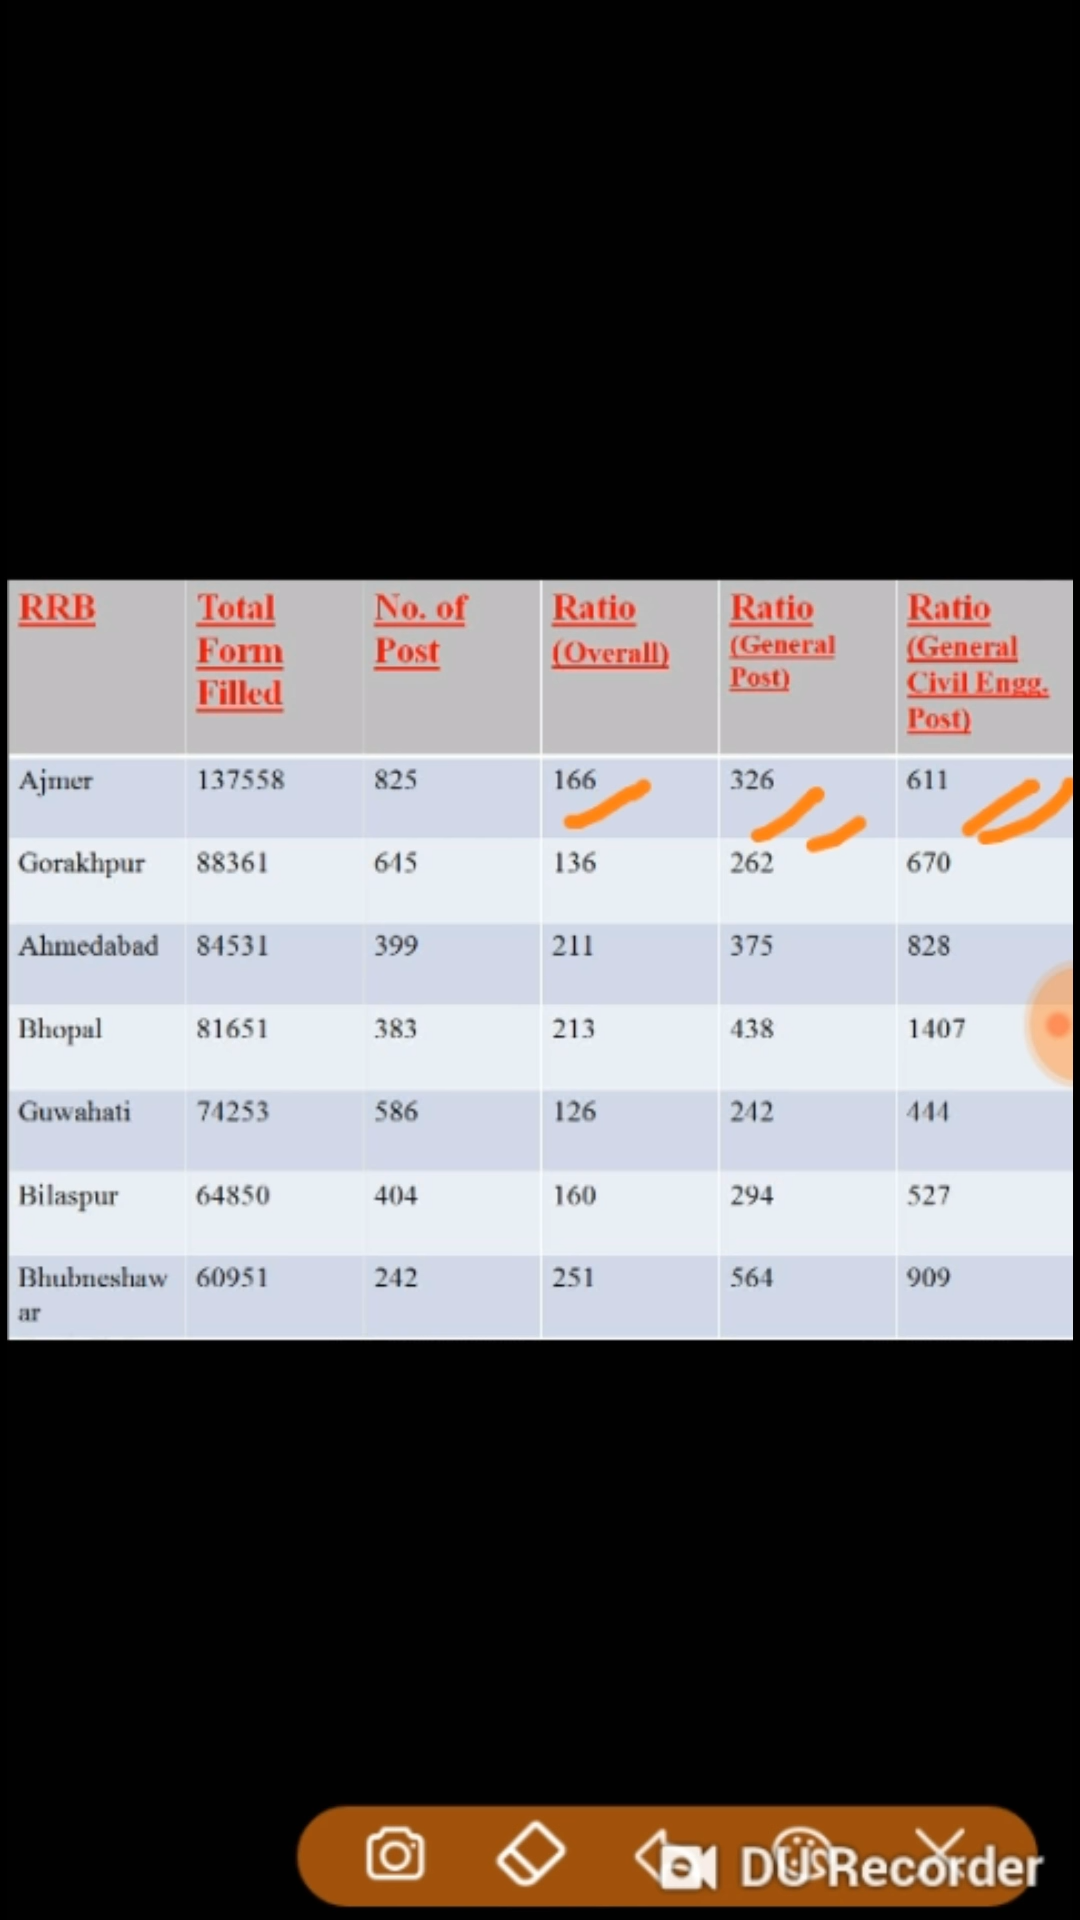 RRB Total Form Filled No. of Post Ratio (Overall) Ratio (General Post) Ratio (General Civil Engg. Post)
Ajmer 137558 825 166 326 611
Gorakhpur 88361 645 136 262 670
Ahmedabad 84531 399 211 375 828
Bhopal 81651 383 213 438 1407
Guwahati 74253 586 126 242 444
Bilaspur 64850 404 160 294 527
Bhubneshaw 60951 242 251 564 909
ar
DU Recorder